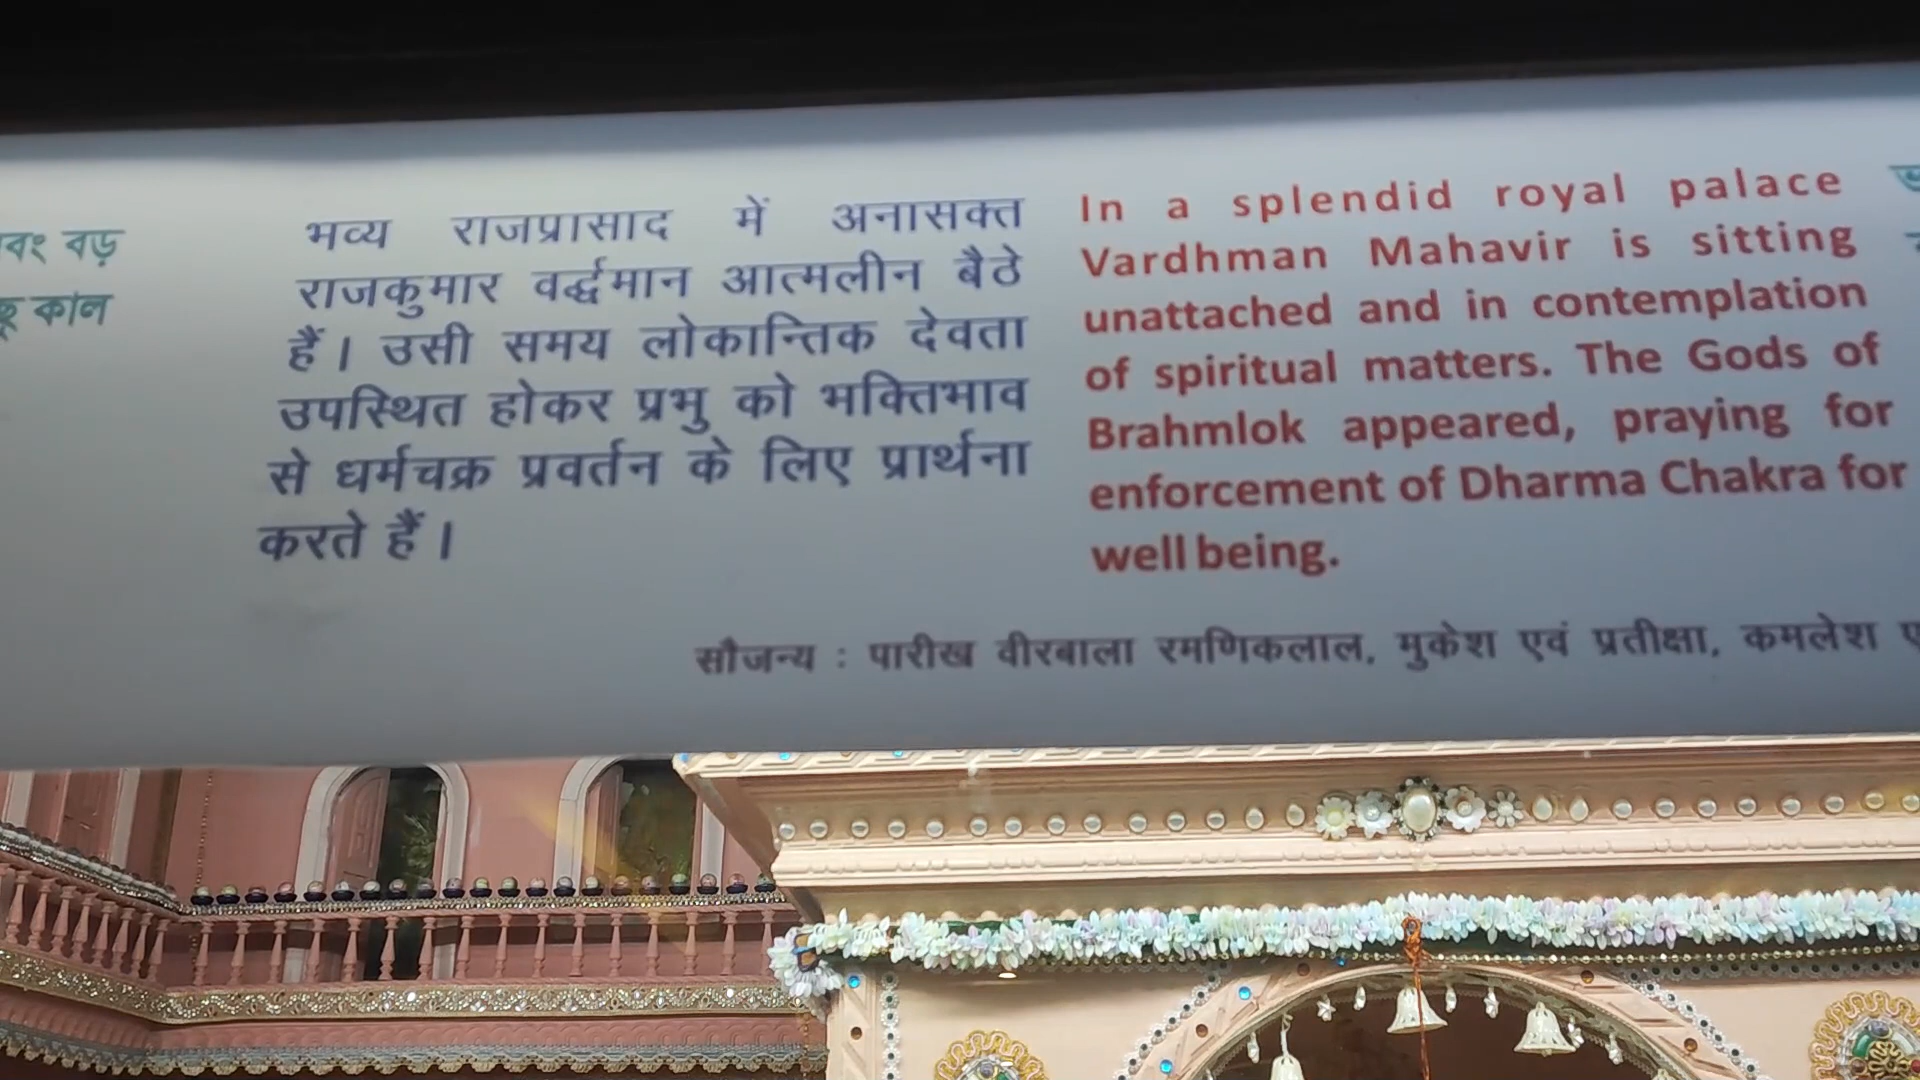 বং বড়
কাল
भव्य राजप्रासाद में अनासक्त
राजकुमार वर्द्धमान आत्मलीन बैठे
हैं। उसी समय लोकान्तिक देवता
उपस्थित होकर प्रभु को भक्तिभाव
से धर्मचक्र प्रवर्तन के लिए प्रार्थना
करते हैं।
In a splendid royal palace
Vardhman Mahavir is sitting
unattached and in contemplation
of spiritual matters. The Gods of
Brahmlok appeared, praying for
enforcement of Dharma Chakra for
well being.
सौजन्य : पारीख वीरबाला रमणिकलाल, मुकेश एवं प्रतीक्षा, कमलेश